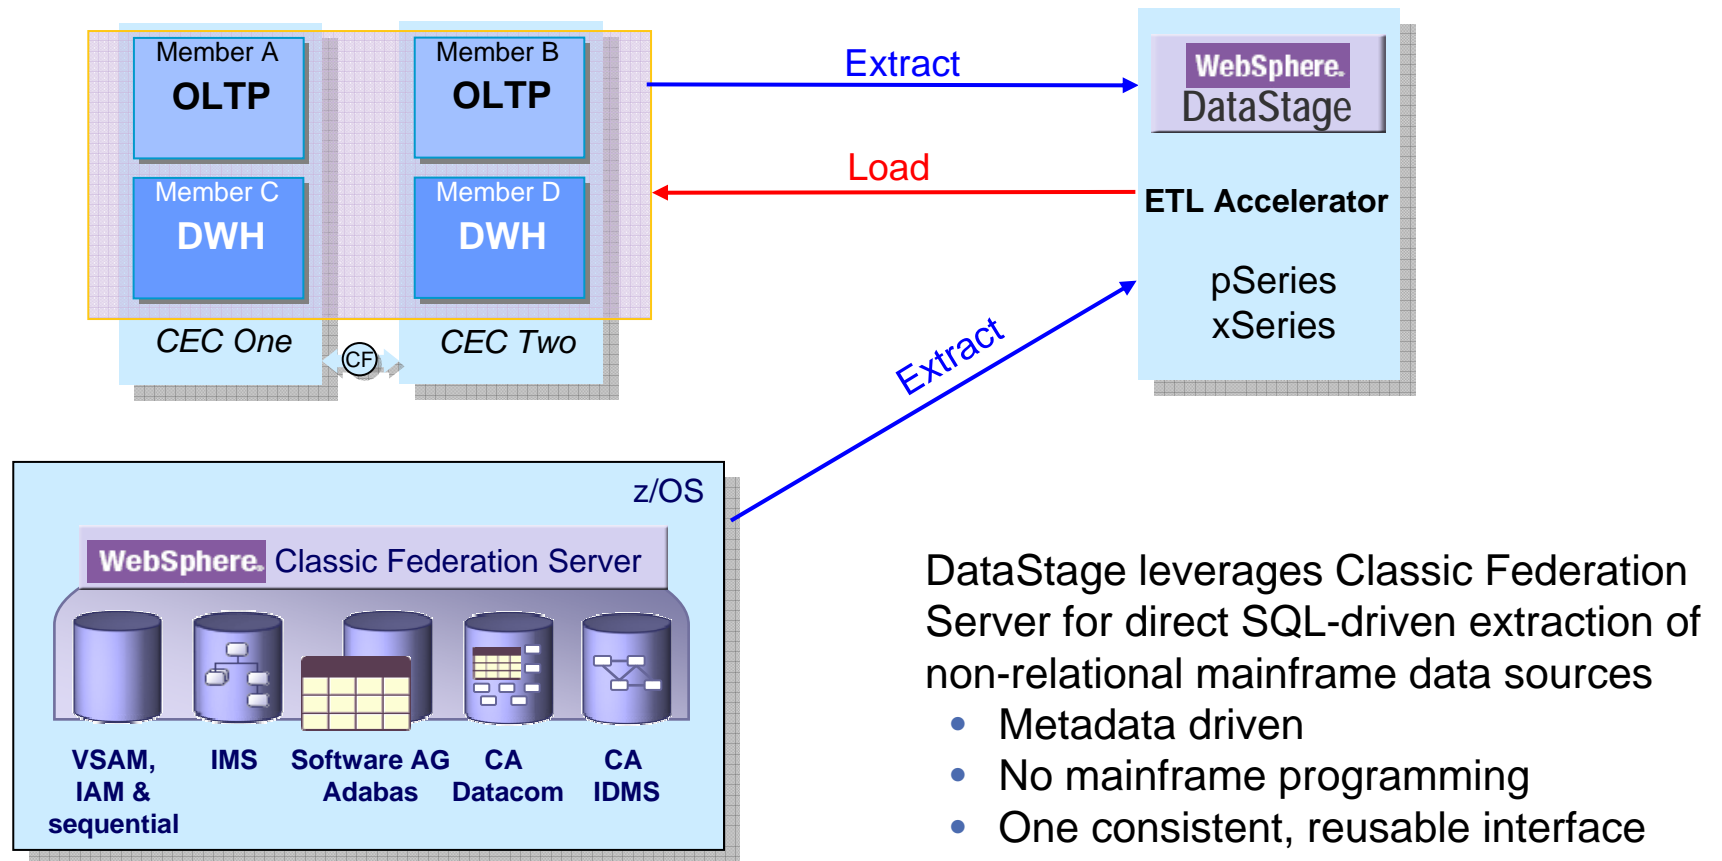 Member A
OLTP
Member B
OLTP
Member C
DWH
Member D
DWH
CEC One
CF
CEC Two
Extract
Load
WebSphere.
DataStage
ETL Accelerator
pSeries
xSeries
Extract
z/OS
WebSphere. Classic Federation Server
VSAM,
IAM &
sequential
IMS
Software AG
Adabas
CA
Datacom
CA
IDMS
DataStage leverages Classic Federation
Server for direct SQL-driven extraction of
non-relational mainframe data sources
• Metadata driven
• No mainframe programming
• One consistent, reusable interface